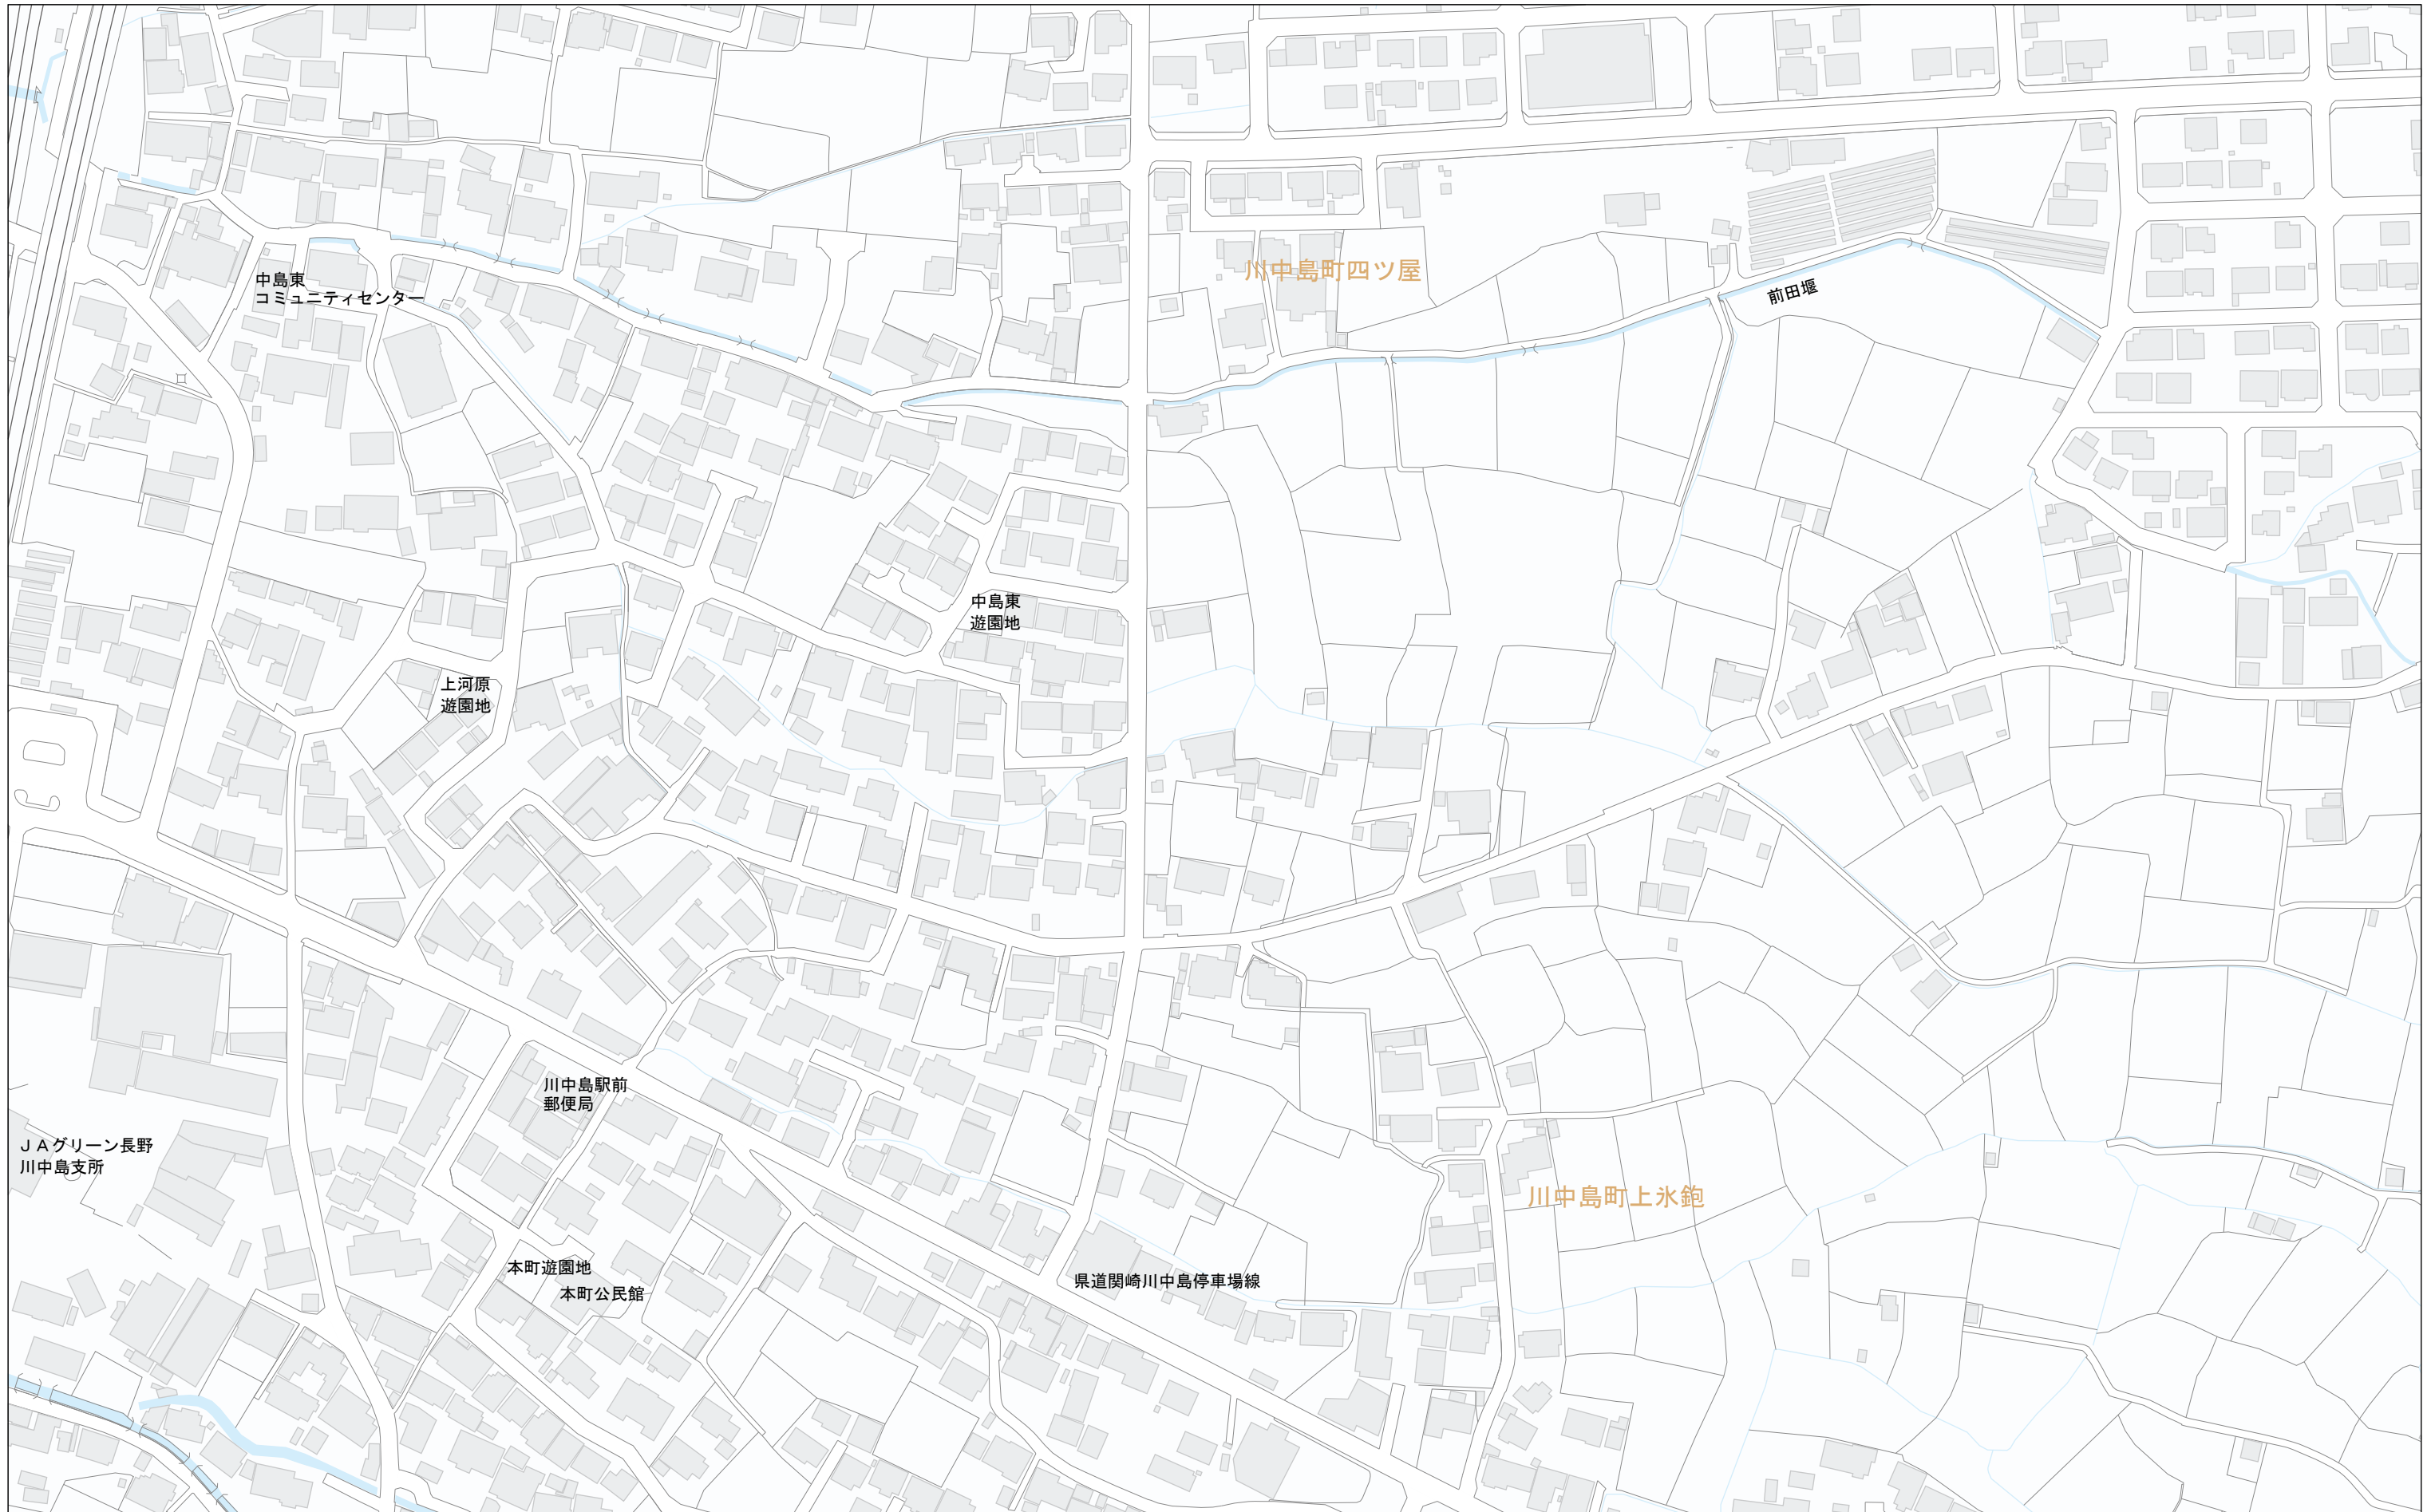 川中島町四ツ屋
中島東
コミュニティセンター
前田堰
中島東
遊園地
上河原
遊園地
川中島駅前
郵便局
ＪＡグリーン長野
川中島支所
川中島町上氷鉋
本町遊園地
本町公民館
県道関崎川中島停車場線